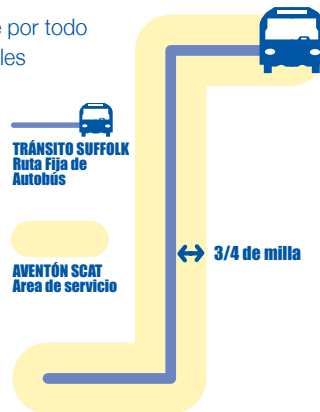 por todo
les
TRÁNSITO SUFFOLK
Ruta Fija de
Autobús
3/4 de milla
AVENTÓN SCAT
Area de servicio